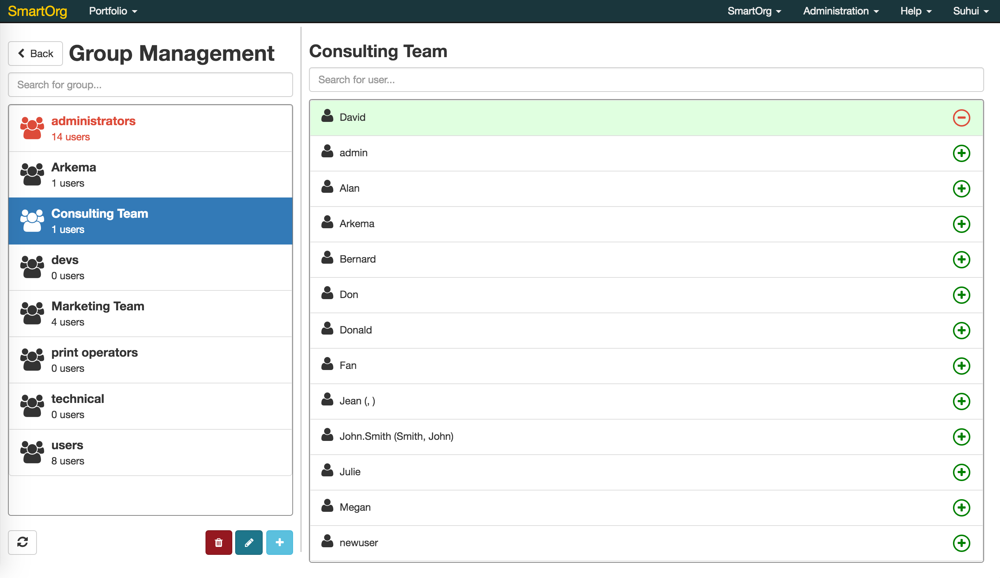 SmartOrg Portfolio SmartOrg Administration Help Suhui
Back Group Management
Search for group...
administrators
14 users
Arkema
1 users
Consulting Team
1 users
devs
0 users
Marketing Team
4 users
print operators
0 users
technical
0 users
users
8 users
Consulting Team
Search for user...
David
admin
Alan
Arkema
Bernard
Don
Donald
Fan
Jean (, )
John.Smith (Smith, John)
Julie
Megan
newuser